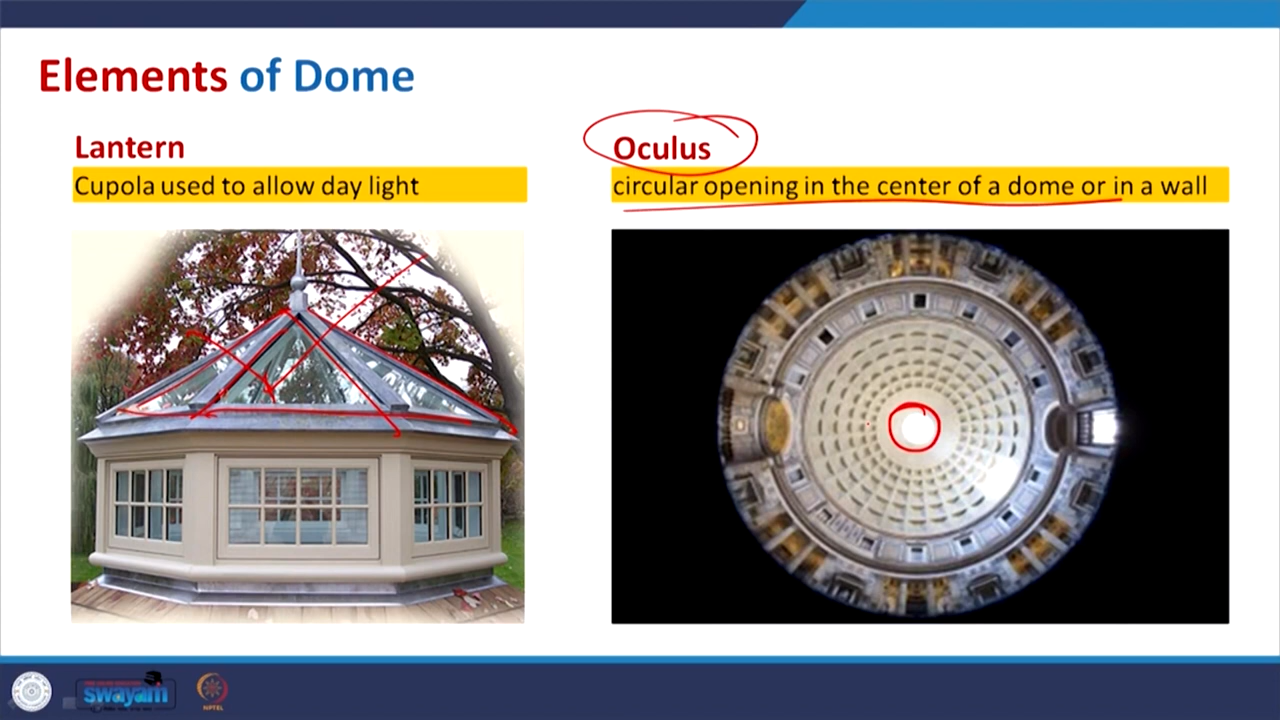 Elements of Dome
Lantern
Cupola used to allow day light
Oculus
circular opening in the center of a dome or in a wall
swayam
NPTEL